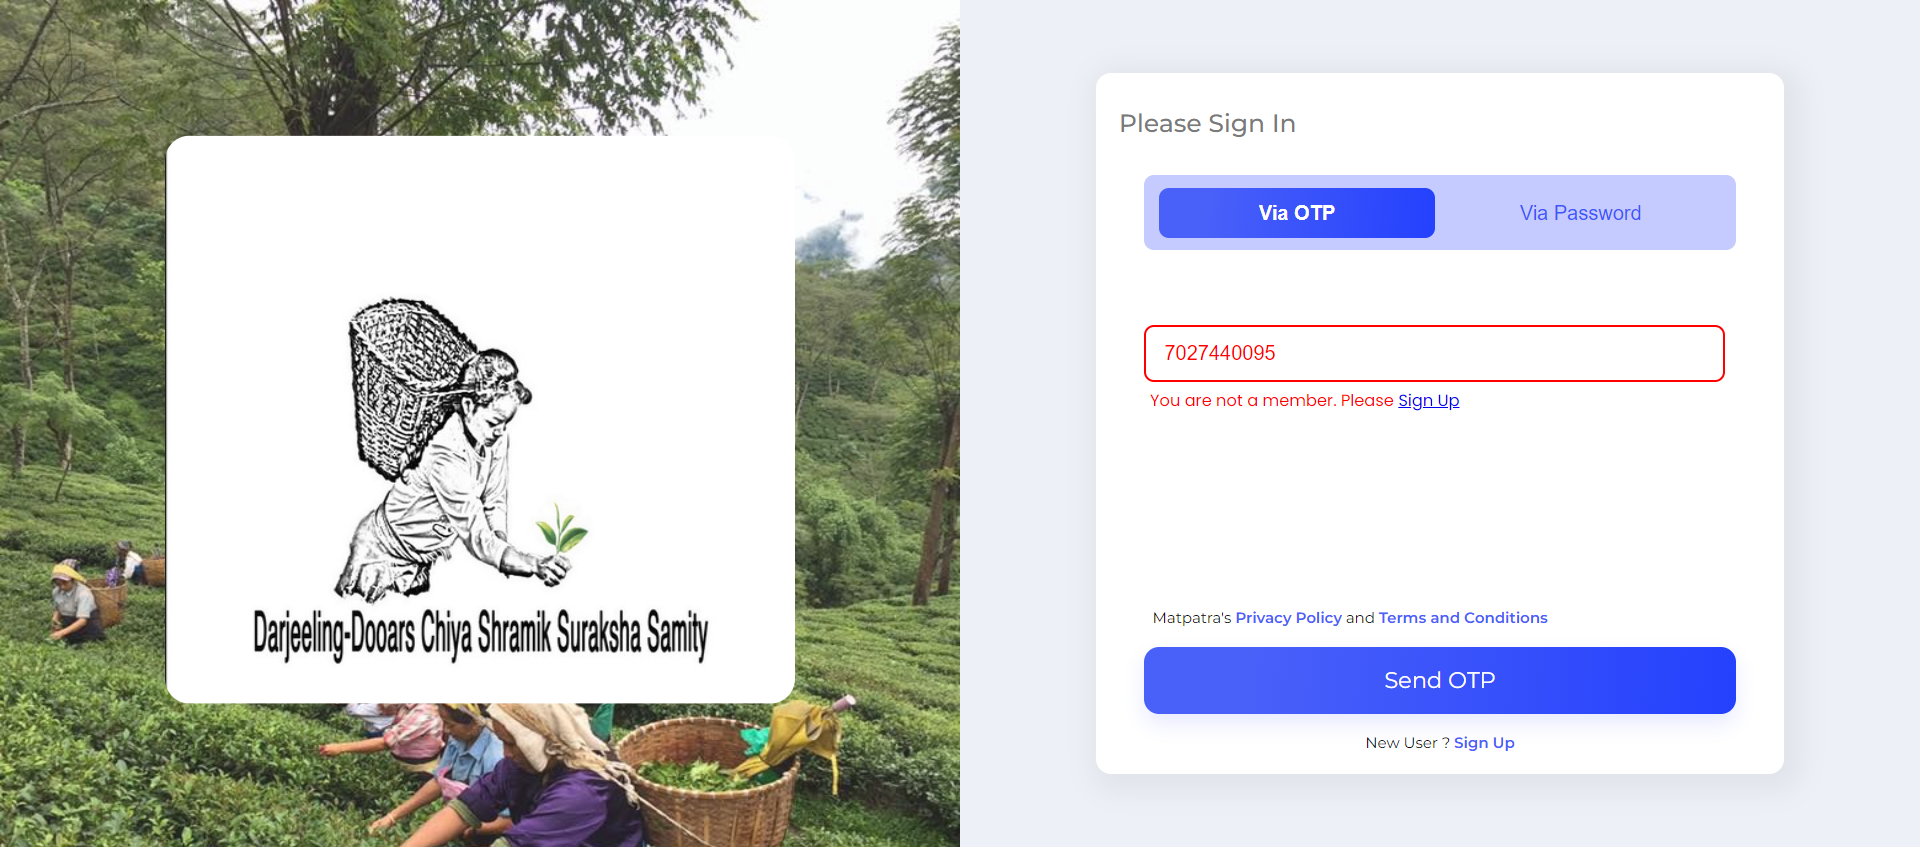 Darjeeling-Dooars Chiya Shramik Suraksha Samity
Please Sign In
Via OTP
Via Password
7027440095
You are not a member. Please Sign Up
Matpatra's Privacy Policy and Terms and Conditions
Send OTP
New User ? Sign Up